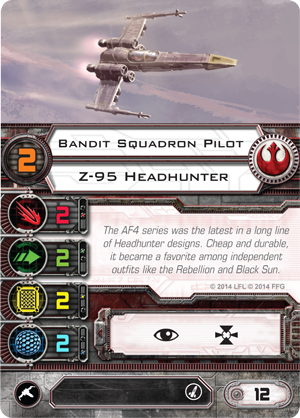 Bandit Squadron Pilot
2
Z-95 Headhunter
2
2
2
2
The AF4 series was the latest in a long line
of Headhunter designs. Cheap and durable,
it became a favorite among independent
outfits like the Rebellion and Black Sun.
© 2014 LFL © 2014 FFG
12